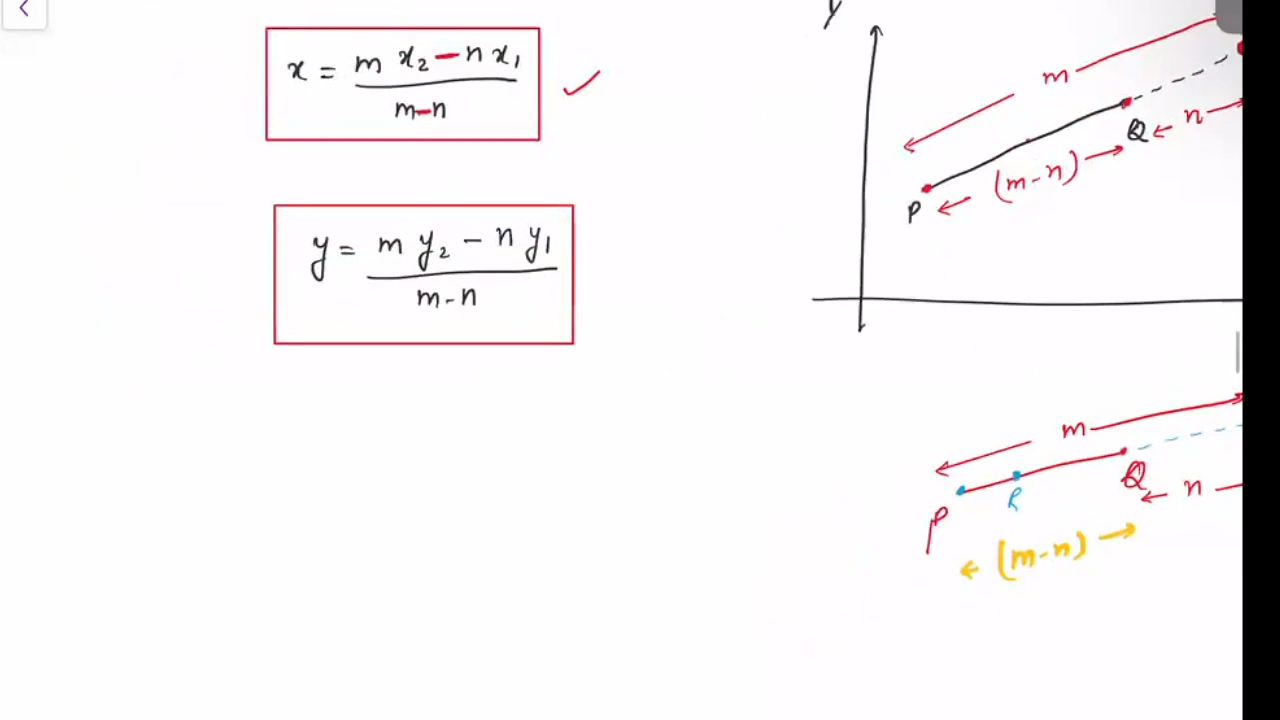 x = m x₂ - n x₁
m - n
y = m y₂ - n y₁
m - n
y
m
Q
n
(m-n)
P
m
Q
R
n
P
(m-n)